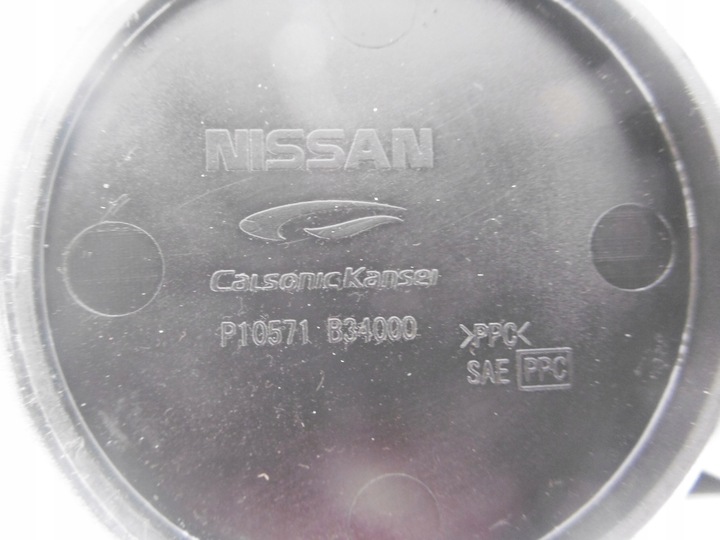 NISSAN
CalsonicKansei
P10571 B34000
>PPC<
SAE PPC